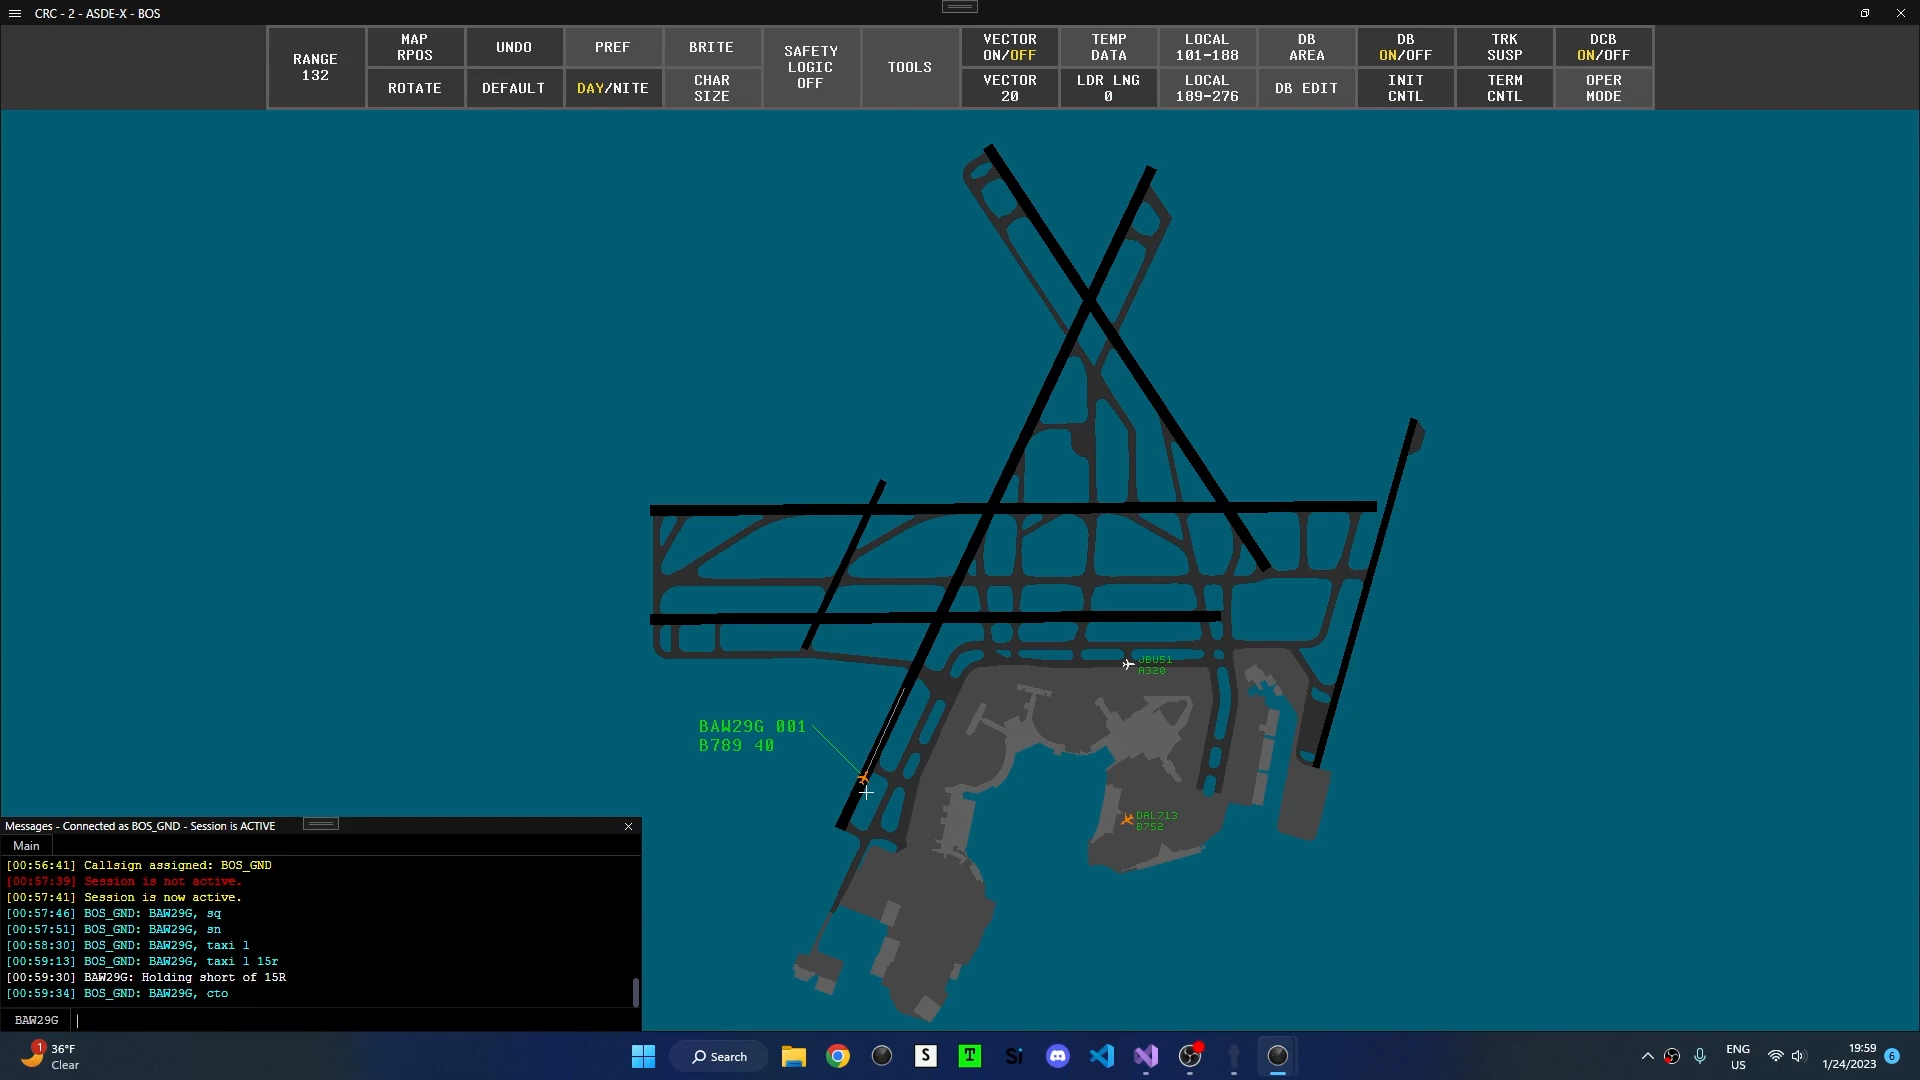 CRC - 2 - ASDE-X - BOS
RANGE
132
MAP
RPOS
ROTATE
UNDO
DEFAULT
PREF
DAY/NITE
BRITE
CHAR
SIZE
SAFETY
LOGIC
OFF
TOOLS
VECTOR
ON/OFF
VECTOR
20
TEMP
DATA
LDR LNG
0
LOCAL
101-188
LOCAL
189-276
DB
AREA
DB EDIT
DB
ON/OFF
INIT
CNTL
TRK
SUSP
TERM
CNTL
DCB
ON/OFF
OPER
MODE
JBU51
A320
BAW29G 001
B789 40
DAL713
B752
Messages - Connected as BOS_GND - Session is ACTIVE
Main
[00:56:41] Callsign assigned: BOS_GND
[00:57:39] Session is not active.
[00:57:41] Session is now active.
[00:57:46] BOS_GND: BAW29G, sq
[00:57:51] BOS_GND: BAW29G, sn
[00:58:30] BOS_GND: BAW29G, taxi l
[00:59:13] BOS_GND: BAW29G, taxi l 15r
[00:59:30] BAW29G: Holding short of 15R
[00:59:34] BOS_GND: BAW29G, cto
BAW29G
1
36°F
Clear
Search
S
T
Si
ENG
US
19:59
1/24/2023
6